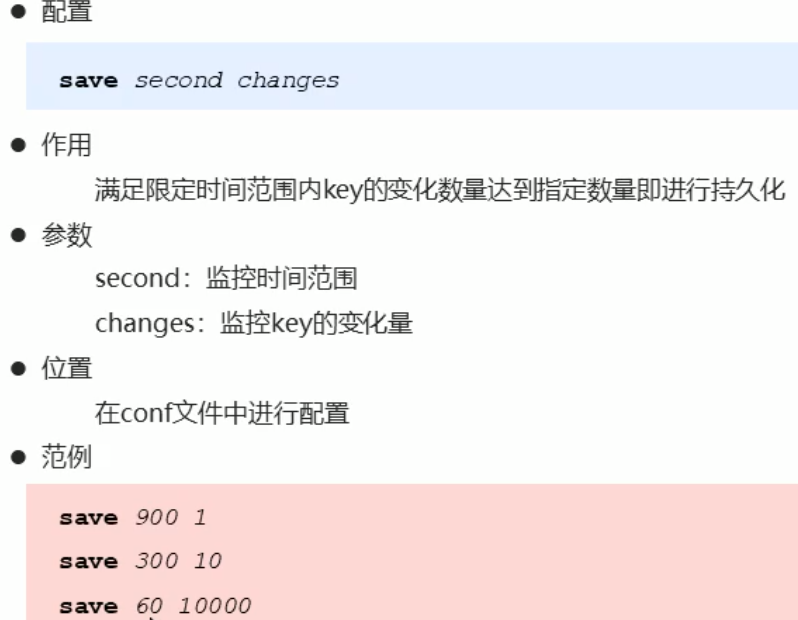 ● 配置
save second changes
● 作用
满足限定时间范围内key的变化数量达到指定数量即进行持久化
● 参数
second：监控时间范围
changes：监控key的变化量
● 位置
在conf文件中进行配置
● 范例
save 900 1
save 300 10
save 60 10000